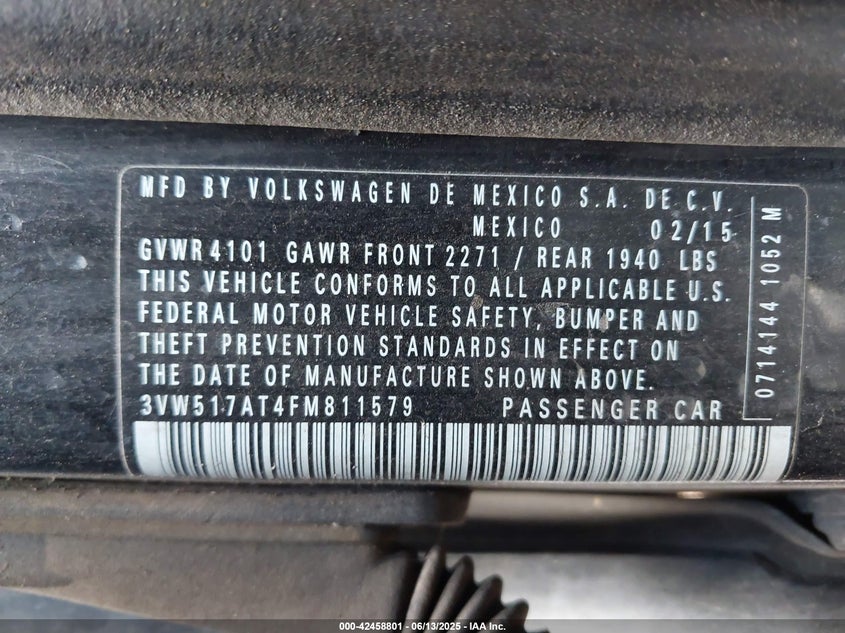 MFD BY VOLKSWAGEN DE MEXICO S.A. DE C.V.
MEXICO 02/15
GVWR 4101 GAWR FRONT 2271 / REAR 1940 LBS
THIS VEHICLE CONFORMS TO ALL APPLICABLE U.S.
FEDERAL MOTOR VEHICLE SAFETY, BUMPER AND
THEFT PREVENTION STANDARDS IN EFFECT ON
THE DATE OF MANUFACTURE SHOWN ABOVE.
3VW517AT4FM811579 PASSENGER CAR
0714144 1052 M
000-42458801 - 06/13/2025 - IAA Inc.